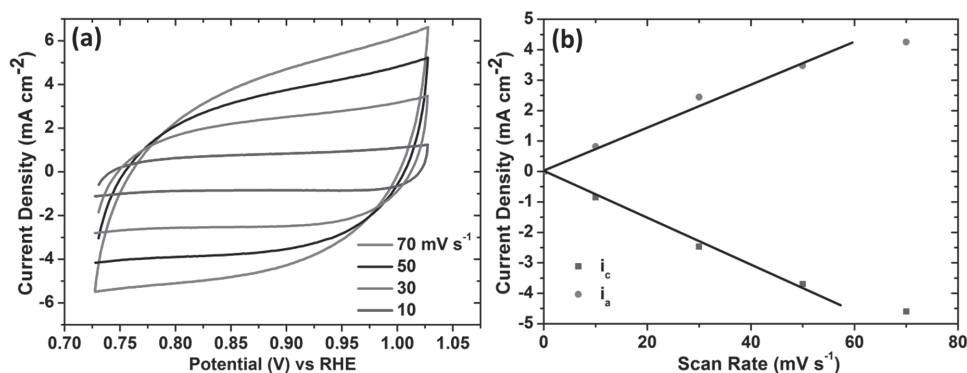 (a)
Current Density (mA cm⁻²)
6
4
2
0
-2
-4
-6
0.70 0.75 0.80 0.85 0.90 0.95 1.00 1.05
Potential (V) vs RHE
70 mV s⁻¹
50
30
10
(b)
Current Density (mA cm⁻²)
5
4
3
2
1
0
-1
-2
-3
-4
-5
0 20 40 60 80
Scan Rate (mV s⁻¹)
i_c
i_a